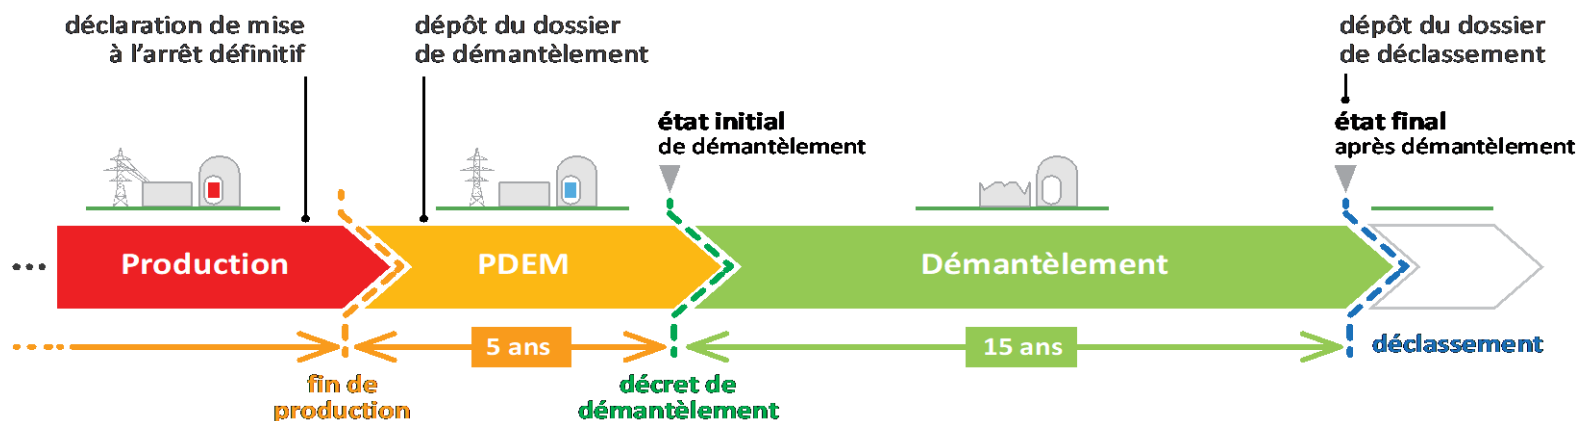 déclaration de mise
à l'arrêt définitif
dépôt du dossier
de démantèlement
dépôt du dossier
de déclassement
état initial
de démantèlement
état final
après démantèlement
Production
PDEM
Démantèlement
5 ans
15 ans
déclassement
fin de
production
décret de
démantèlement